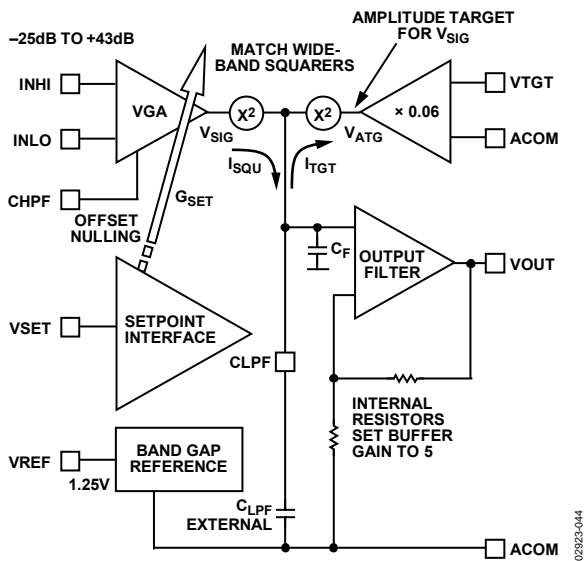 –25dB TO +43dB
AMPLITUDE TARGET
FOR VSIG
MATCH WIDE-
BAND SQUARERS
INHI
VGA
X²
X²
× 0.06
VTGT
VSIG
VATG
INLO
ACOM
ISQU
ITGT
CHPF
GSET
OFFSET
NULLING
CF
OUTPUT
FILTER
VOUT
VSET
SETPOINT
INTERFACE
CLPF
INTERNAL
RESISTORS
SET BUFFER
GAIN TO 5
VREF
BAND GAP
REFERENCE
1.25V
CLPF
EXTERNAL
ACOM
02923-044